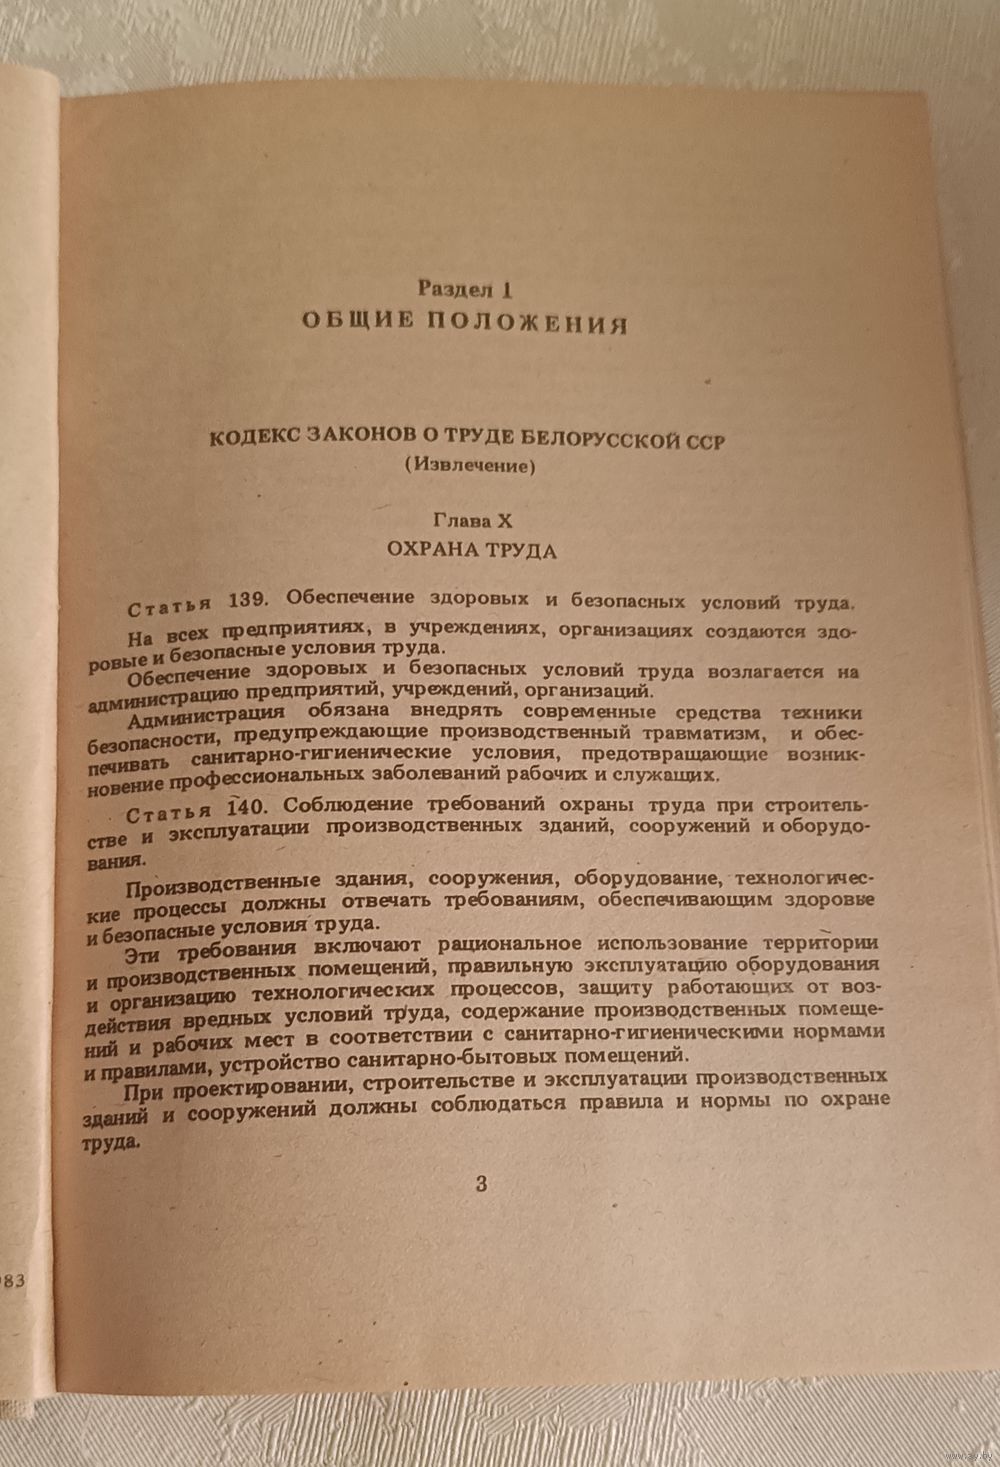 Раздел 1
ОБЩИЕ ПОЛОЖЕНИЯ
КОДЕКС ЗАКОНОВ О ТРУДЕ БЕЛОРУССКОЙ ССР
(Извлечение)
Глава X
ОХРАНА ТРУДА
Статья 139. Обеспечение здоровых и безопасных условий труда.
На всех предприятиях, в учреждениях, организациях создаются здо-
ровые и безопасные условия труда.
Обеспечение здоровых и безопасных условий труда возлагается на
администрацию предприятий, учреждений, организаций.
Администрация обязана внедрять современные средства техники
безопасности, предупреждающие производственный травматизм, и обес-
печивать санитарно-гигиенические условия, предотвращающие возник-
новение профессиональных заболеваний рабочих и служащих.
Статья 140. Соблюдение требований охраны труда при строитель-
стве и эксплуатации производственных зданий, сооружений и оборудо-
вания.
Производственные здания, сооружения, оборудование, технологичес-
кие процессы должны отвечать требованиям, обеспечивающим здоровые
и безопасные условия труда.
Эти требования включают рациональное использование территории
и производственных помещений, правильную эксплуатацию оборудования
и организацию технологических процессов, защиту работающих от воз-
действия вредных условий труда, содержание производственных помеще-
ний и рабочих мест в соответствии с санитарно-гигиеническими нормами
и правилами, устройство санитарно-бытовых помещений.
При проектировании, строительстве и эксплуатации производственных
зданий и сооружений должны соблюдаться правила и нормы по охране
труда.
3
83
www.ay.by